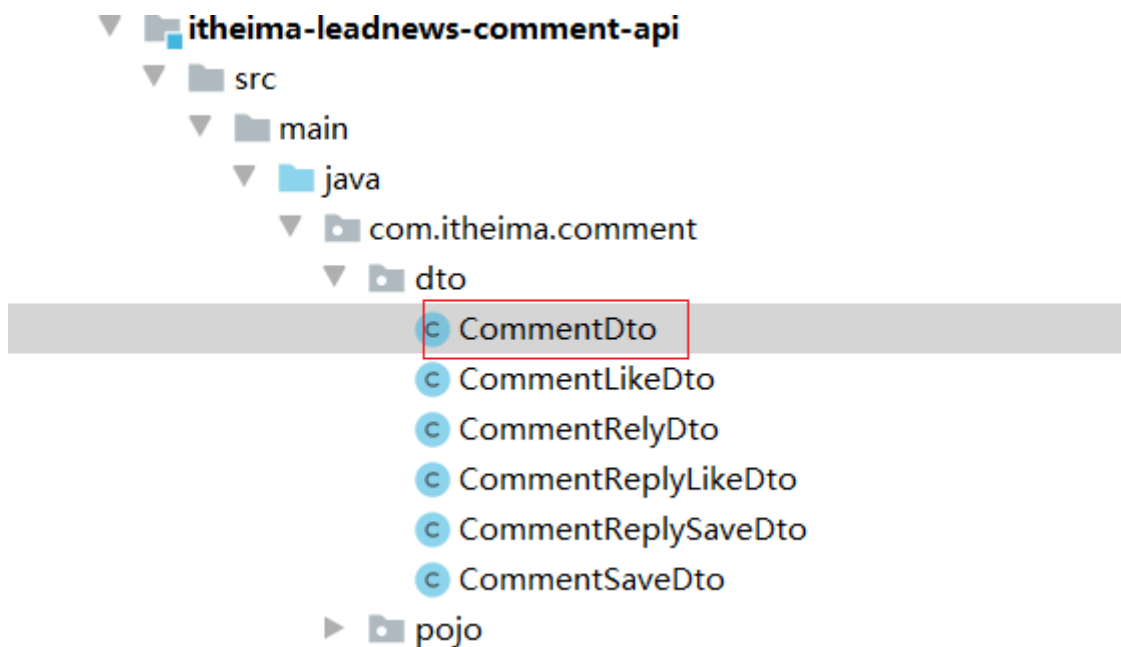 itheima-leadnews-comment-api
src
main
java
com.itheima.comment
dto
C CommentDto
C CommentLikeDto
C CommentRelyDto
C CommentReplyLikeDto
C CommentReplySaveDto
C CommentSaveDto
pojo